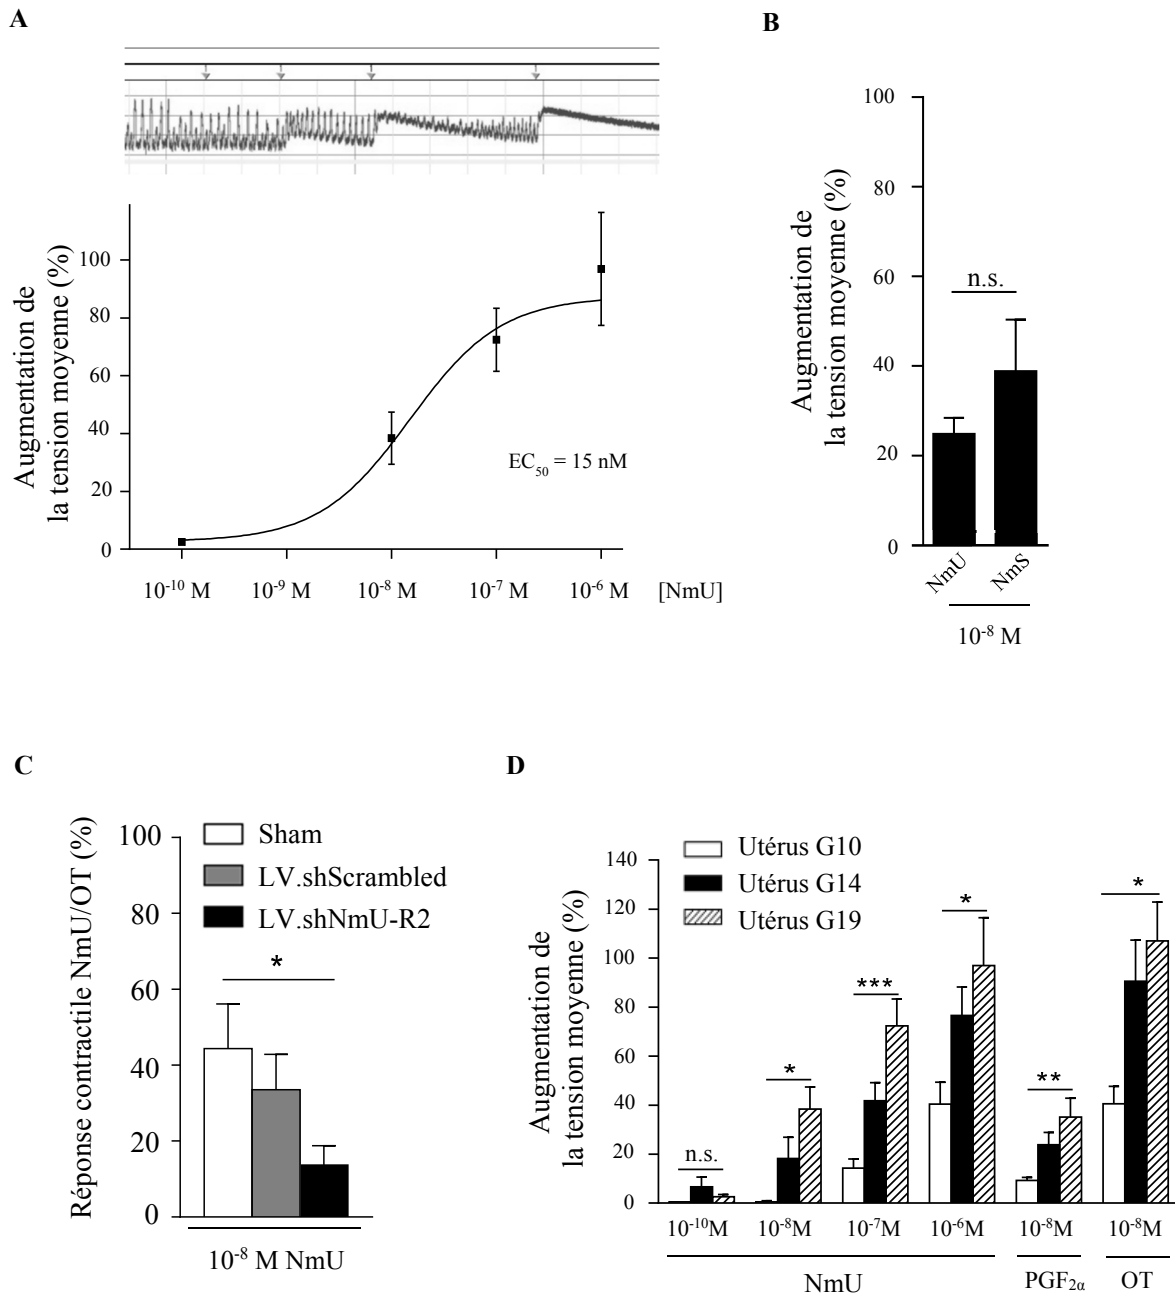 A
Augmentation de
la tension moyenne (%)
100
80
60
40
20
0
EC50 = 15 nM
10-10 M 10-9 M 10-8 M 10-7 M 10-6 M [NmU]
B
Augmentation de
la tension moyenne (%)
100
80
60
40
20
0
n.s.
NmU NmS
10-8 M
C
Réponse contractile NmU/OT (%)
100
80
60
40
20
0
Sham
LV.shScrambled
LV.shNmU-R2
*
10-8 M NmU
D
Augmentation de
la tension moyenne (%)
140
120
100
80
60
40
20
0
Utérus G10
Utérus G14
Utérus G19
n.s. * *** * ** *
10-10M 10-8M 10-7M 10-6M 10-8M 10-8M
NmU PGF2α OT